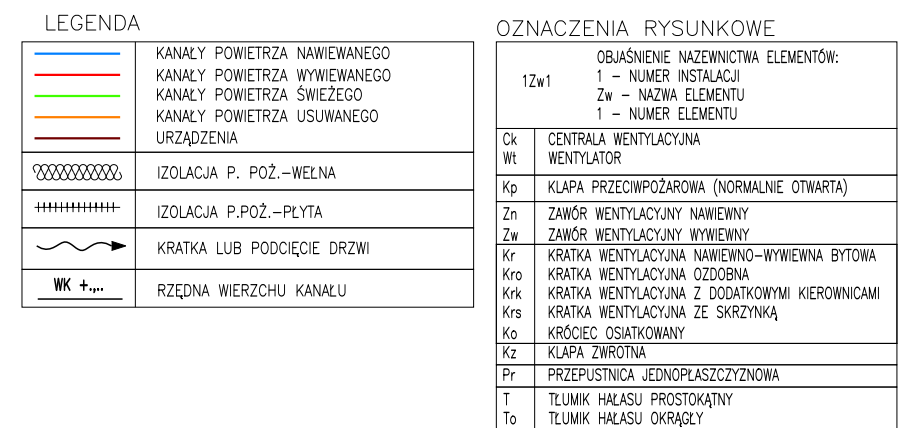 LEGENDA
KANAŁY POWIETRZA NAWIEWANEGO
KANAŁY POWIETRZA WYWIEWANEGO
KANAŁY POWIETRZA ŚWIEŻEGO
KANAŁY POWIETRZA USUWANEGO
URZĄDZENIA
IZOLACJA P. POŻ.-WEŁNA
IZOLACJA P.POŻ.-PŁYTA
KRATKA LUB PODCIĘCIE DRZWI
WK +.,.. RZĘDNA WIERZCHU KANAŁU
OZNACZENIA RYSUNKOWE
OBJAŚNIENIE NAZEWNICTWA ELEMENTÓW:
1Zw1 1 - NUMER INSTALACJI
Zw - NAZWA ELEMENTU
1 - NUMER ELEMENTU
Ck CENTRALA WENTYLACYJNA
Wt WENTYLATOR
Kp KLAPA PRZECIWPOŻAROWA (NORMALNIE OTWARTA)
Zn ZAWÓR WENTYLACYJNY NAWIEWNY
Zw ZAWÓR WENTYLACYJNY WYWIEWNY
Kr KRATKA WENTYLACYJNA NAWIEWNO-WYWIEWNA BYTOWA
Kro KRATKA WENTYLACYJNA OZDOBNA
Krk KRATKA WENTYLACYJNA Z DODATKOWYMI KIEROWNICAMI
Krs KRATKA WENTYLACYJNA ZE SKRZYNKĄ
Ko KRÓCIEC OSIATKOWANY
Kz KLAPA ZWROTNA
Pr PRZEPUSTNICA JEDNOPŁASZCZYZNOWA
T TŁUMIK HAŁASU PROSTOKĄTNY
To TŁUMIK HAŁASU OKRĄGŁY